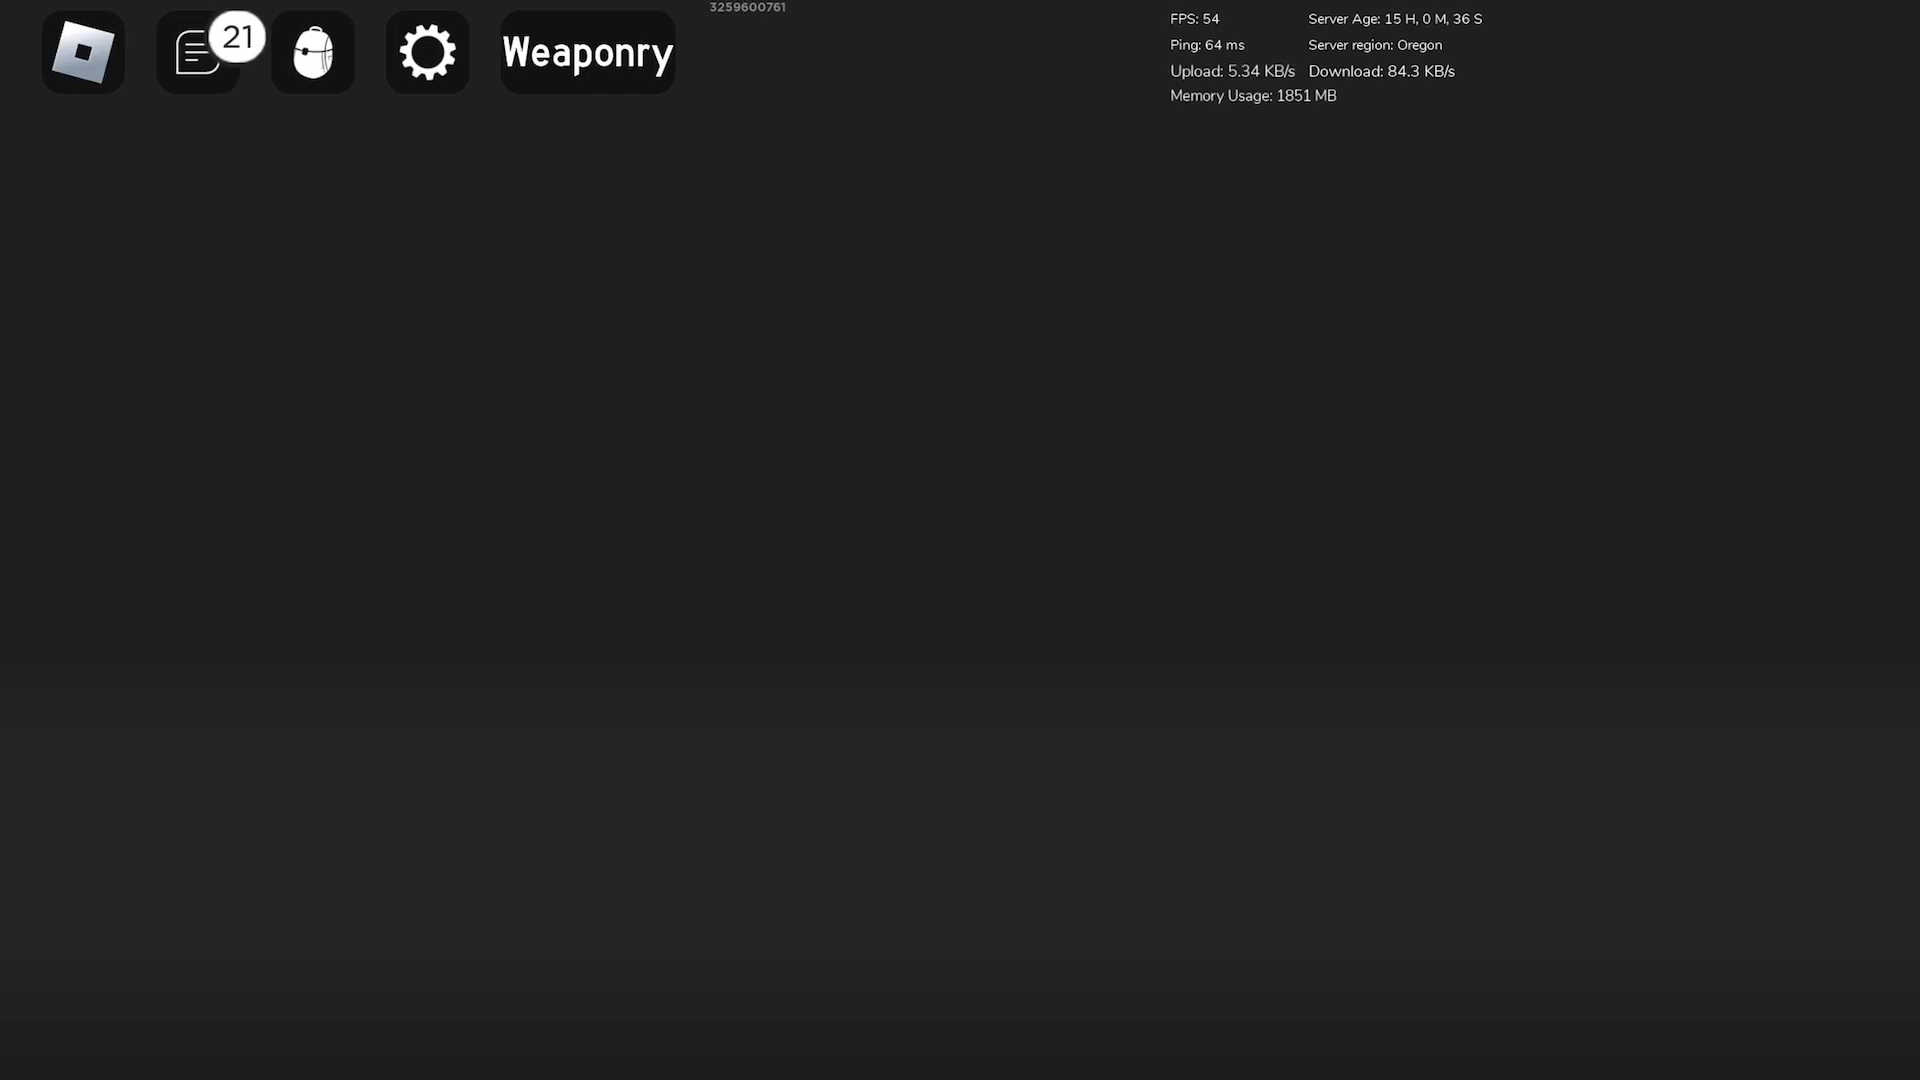 3259600761
21
Weaponry
FPS: 54
Server Age: 15 H, 0 M, 36 S
Ping: 64 ms
Server region: Oregon
Upload: 5.34 KB/s
Download: 84.3 KB/s
Memory Usage: 1851 MB